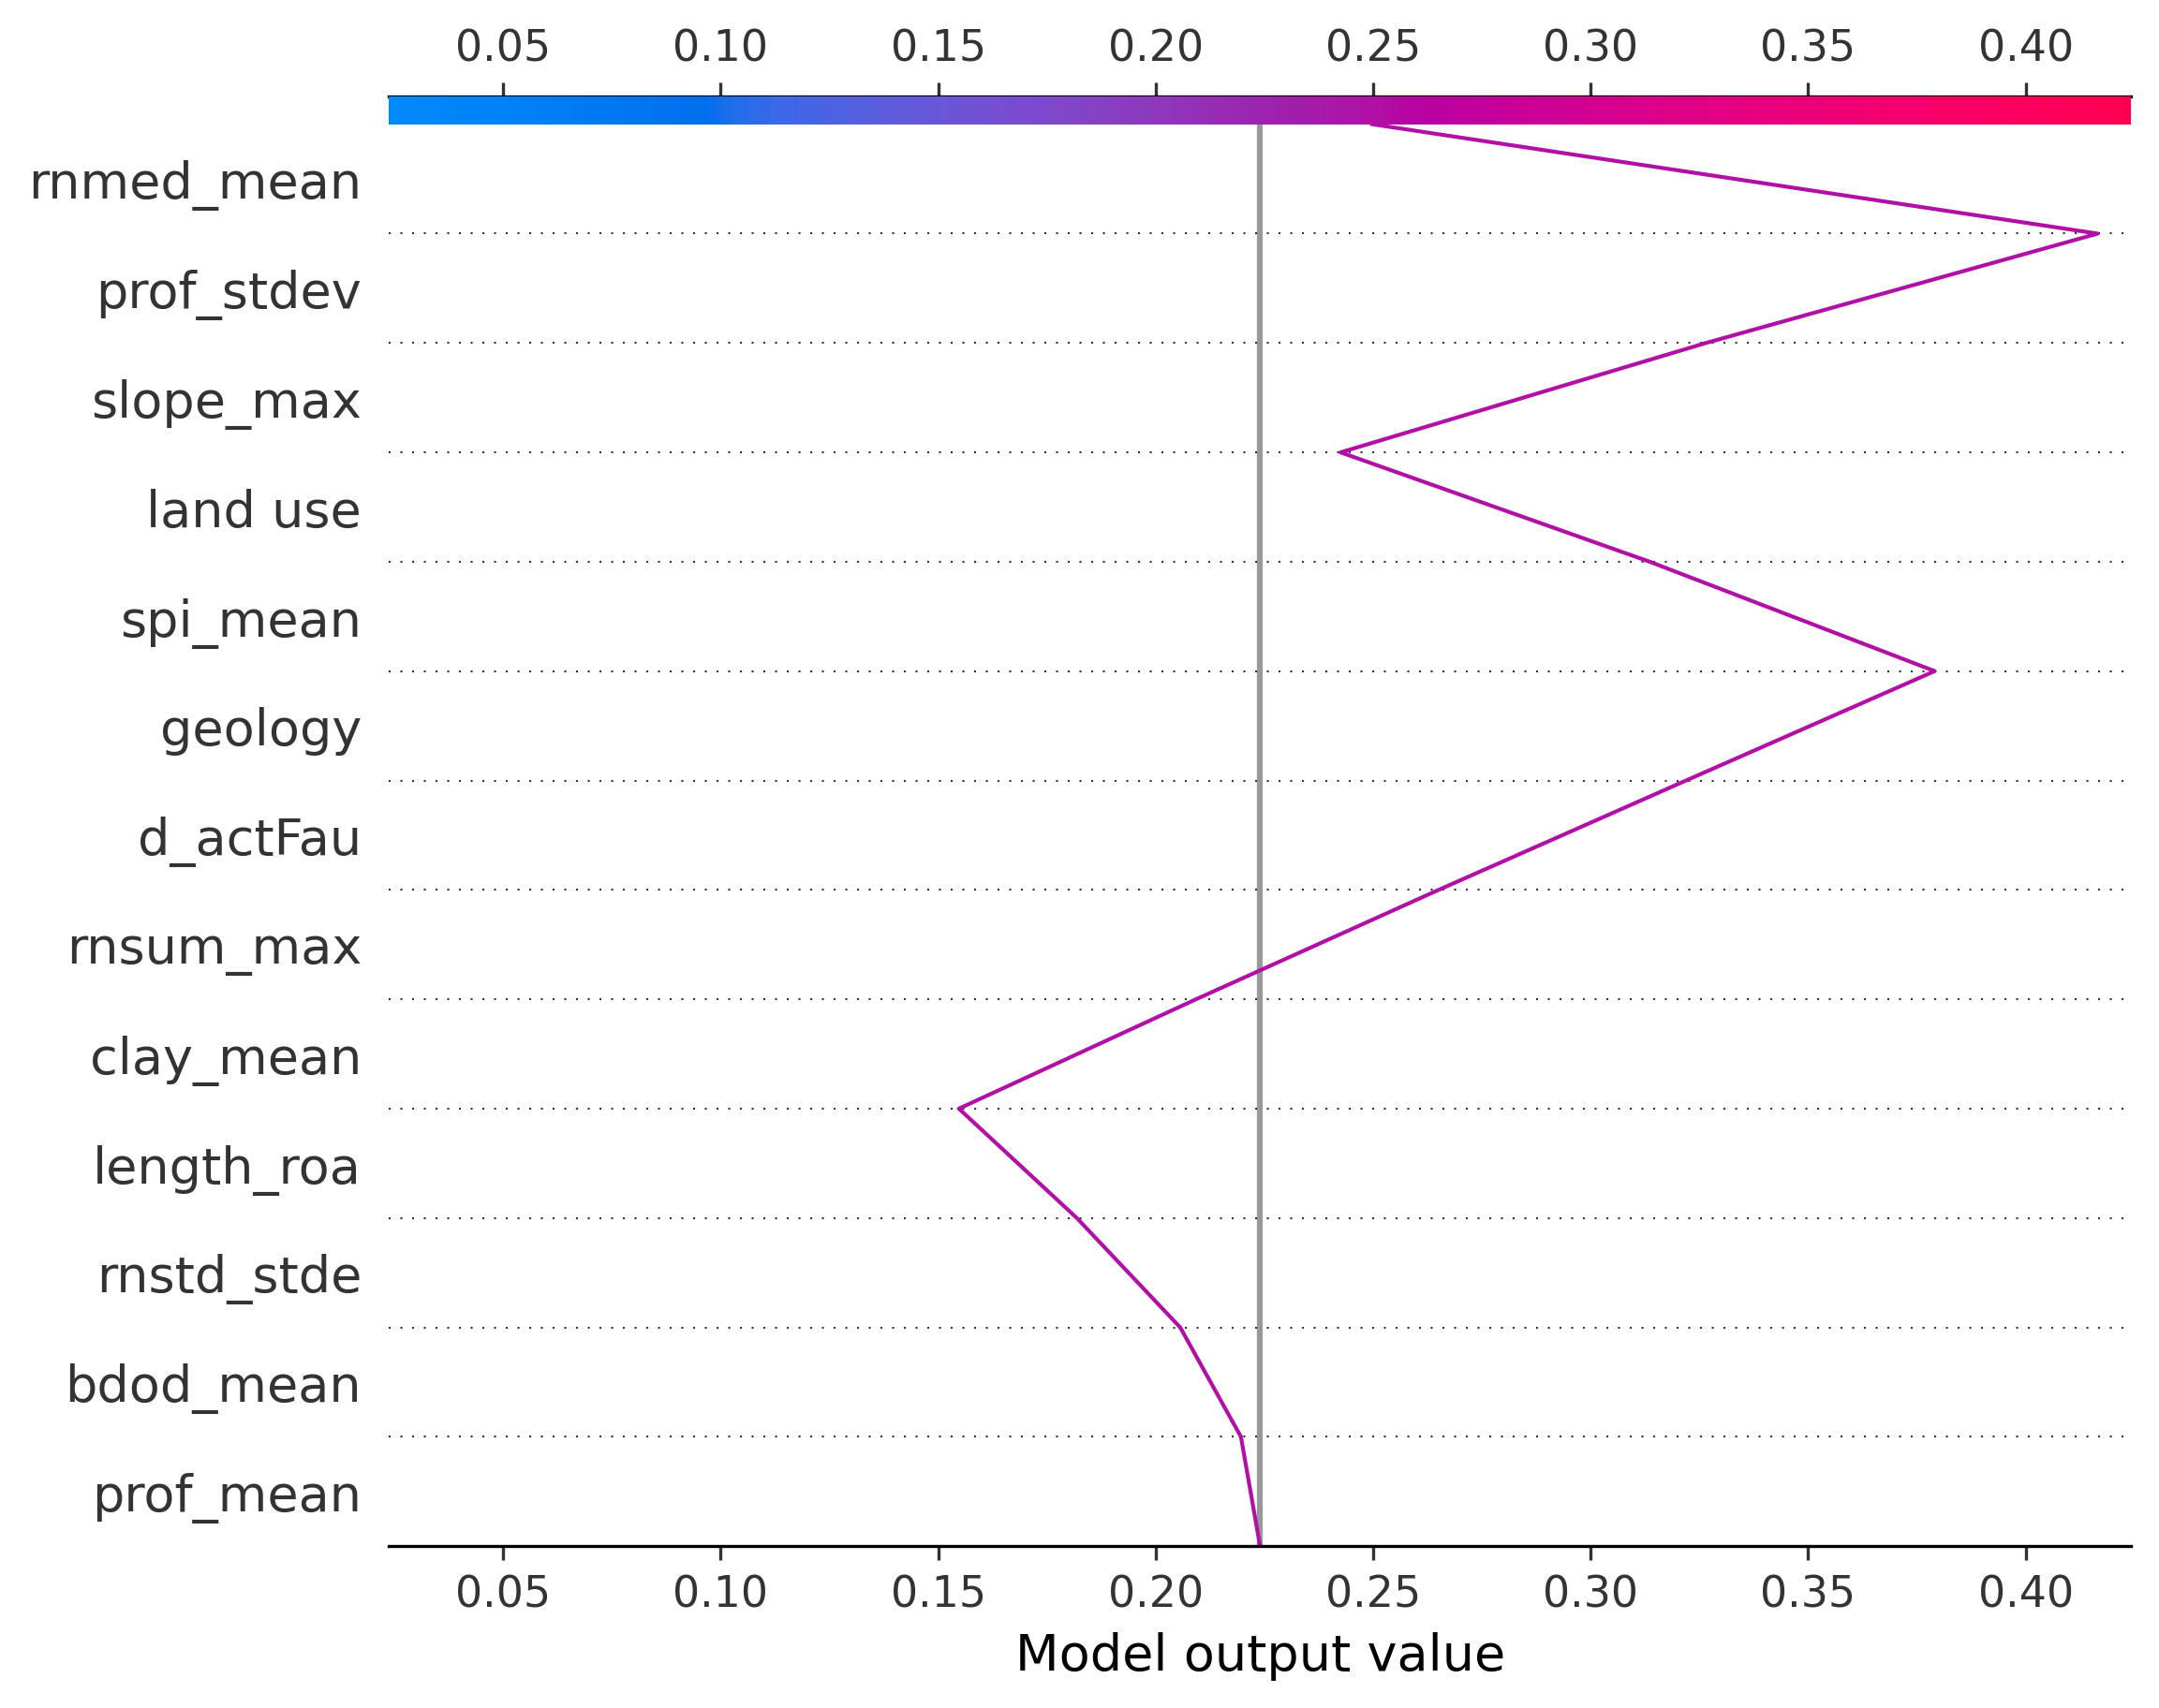 0.05 0.10 0.15 0.20 0.25 0.30 0.35 0.40
rnmed_mean
prof_stdev
slope_max
land use
spi_mean
geology
d_actFau
rnsum_max
clay_mean
length_roa
rnstd_stde
bdod_mean
prof_mean
0.05 0.10 0.15 0.20 0.25 0.30 0.35 0.40
Model output value